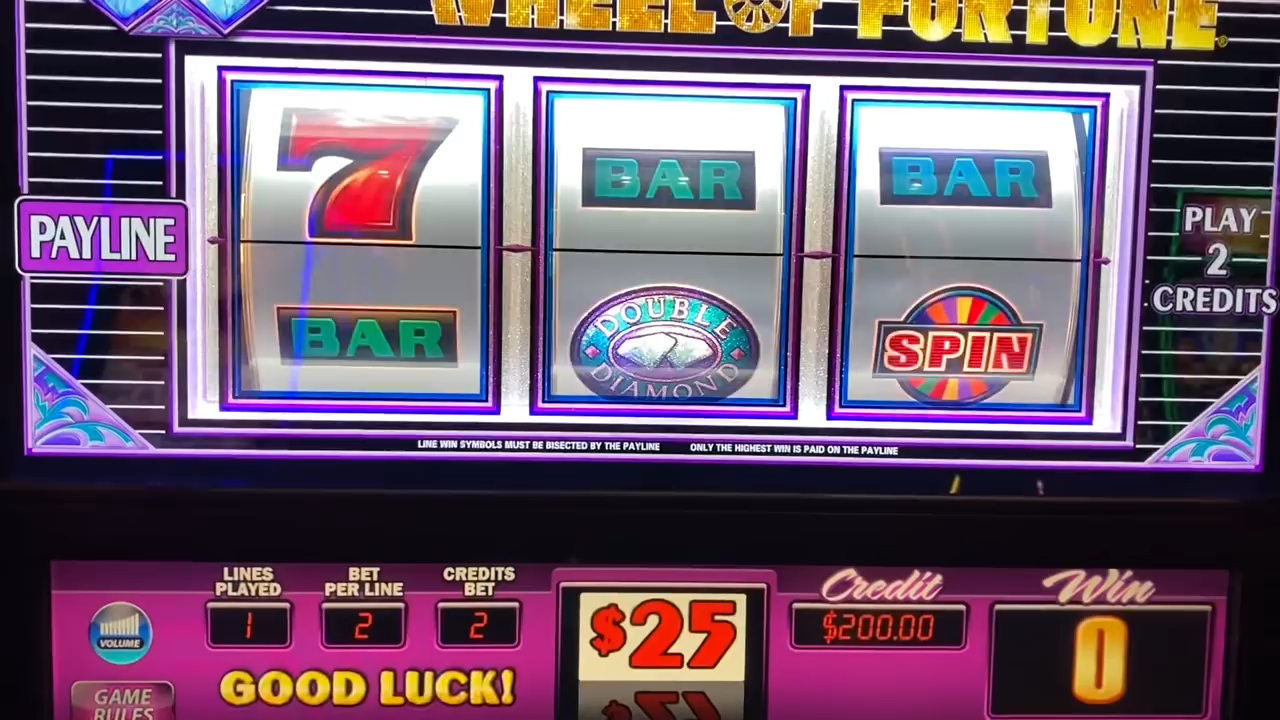 WHEEL OF FORTUNE
7
BAR
BAR
PAYLINE
PLAY
2
CREDITS
BAR
DOUBLE
DIAMOND
SPIN
LINE WIN SYMBOLS MUST BE BISECTED BY THE PAYLINE
ONLY THE HIGHEST WIN IS PAID ON THE PAYLINE
LINES
PLAYED
BET
PER LINE
CREDITS
BET
Credit
Win
1
2
2
$25
$200.00
0
VOLUME
GOOD LUCK!
GAME
RULES